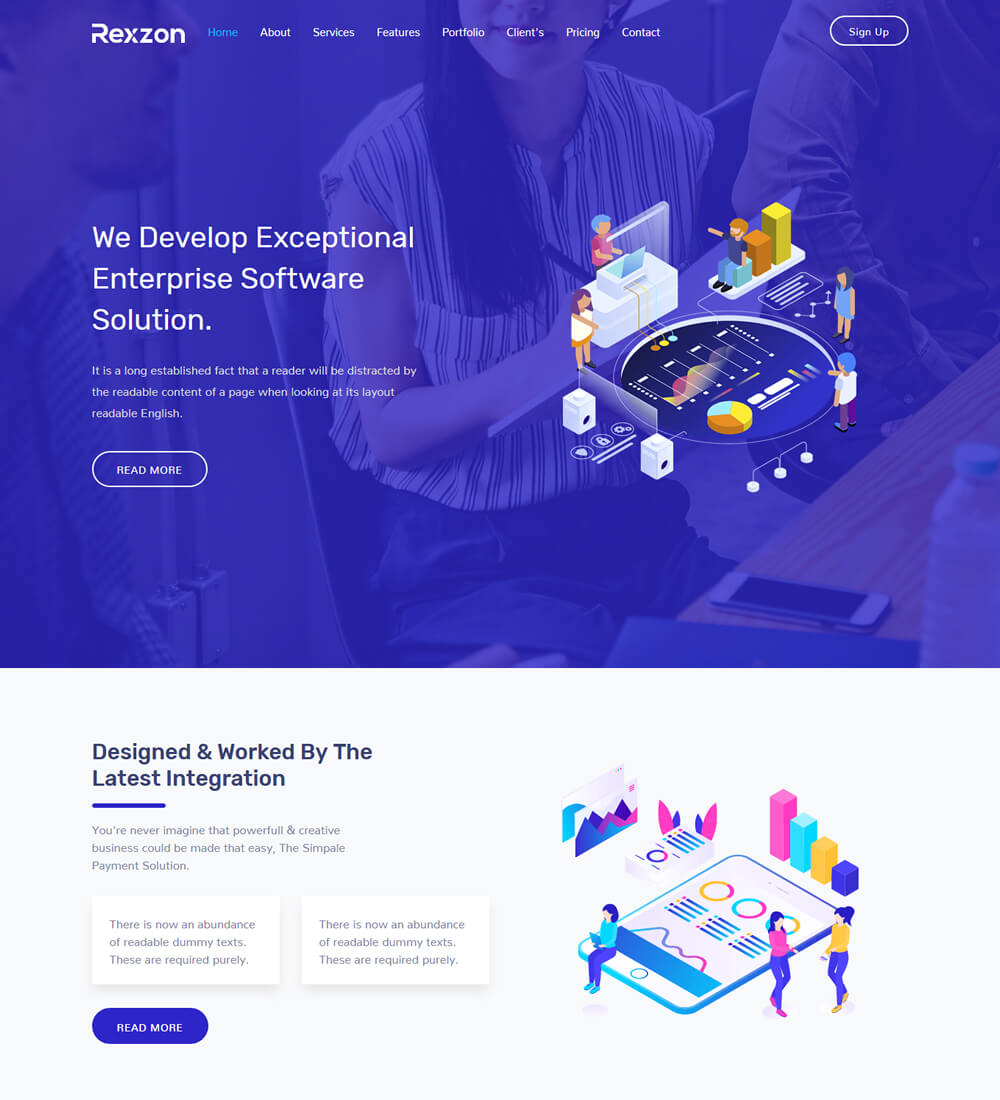 Rexzon Home About Services Features Portfolio Client's Pricing Contact Sign Up
We Develop Exceptional
Enterprise Software
Solution.
It is a long established fact that a reader will be distracted by
the readable content of a page when looking at its layout
readable English.
READ MORE
Designed & Worked By The
Latest Integration
You're never imagine that powerfull & creative
business could be made that easy, The Simpale
Payment Solution.
There is now an abundance
of readable dummy texts.
These are required purely.
There is now an abundance
of readable dummy texts.
These are required purely.
READ MORE